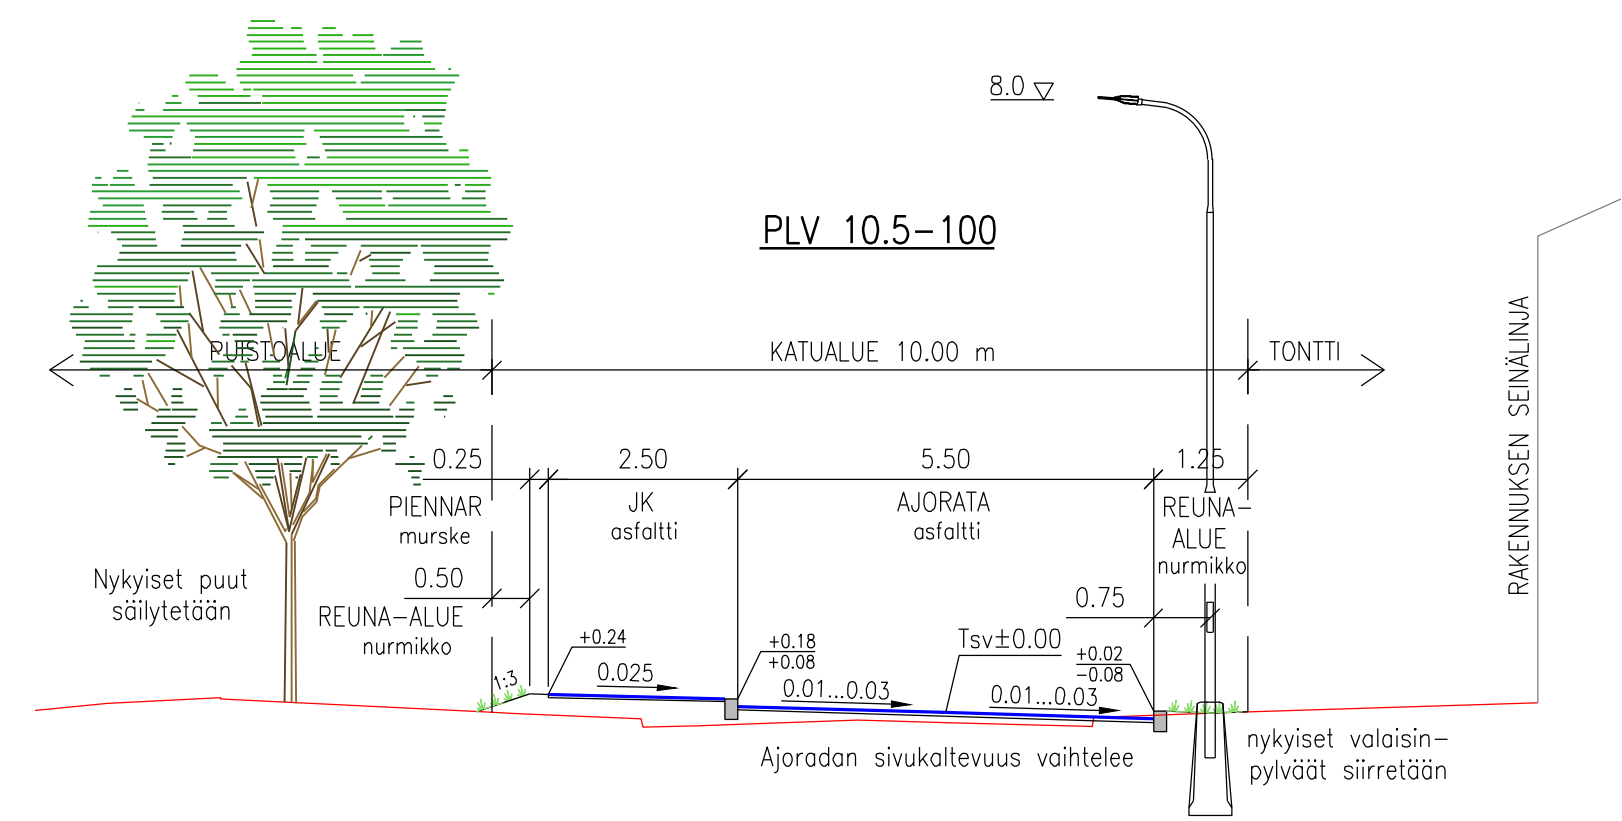 8.0
PLV 10.5-100
PUISTOALUE
KATUALUE 10.00 m
TONTTI
RAKENNUKSEN SEINÄLINJA
0.25
2.50
5.50
1.25
PIENNAR
murske
JK
asfaltti
AJORATA
asfaltti
REUNA-
ALUE
nurmikko
Nykyiset puut
säilytetään
0.50
REUNA-ALUE
nurmikko
0.75
1:3
+0.24
0.025
+0.18
+0.08
Tsv±0.00
+0.02
-0.08
0.01...0.03
0.01...0.03
Ajoradan sivukaltevuus vaihtelee
nykyiset valaisin-
pylväät siirretään